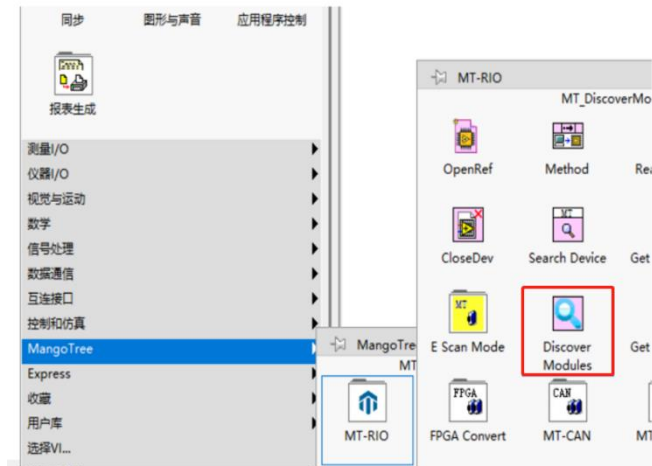 同步 图形与声音 应用程序控制
报表生成
测量I/O
仪器I/O
视觉与运动
数学
信号处理
数据通信
互连接口
控制和仿真
MangoTree
Express
收藏
用户库
选择VI...
MangoTre
MT
MT-RIO
MT-RIO
MT_DiscoverMo
OpenRef Method Rea
CloseDev Search Device Get
MT
MT
E Scan Mode Discover Modules Get
FPGA CAN
FPGA Convert MT-CAN MT